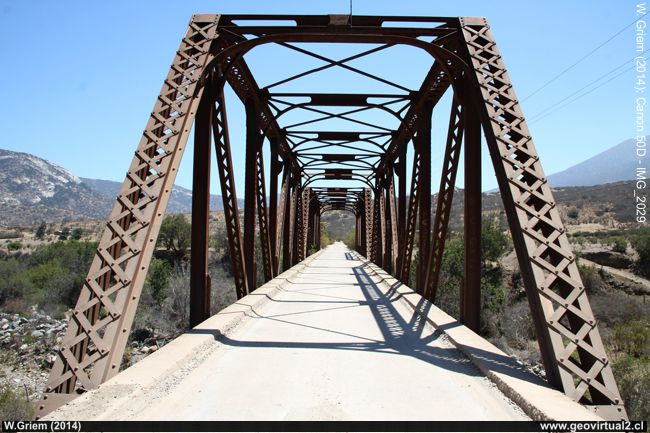 W. Griem (2014): Canon 50D - IMG_2029
W.Griem (2014)
www.geovirtual2.cl